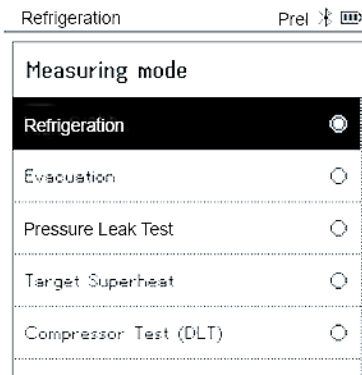 Refrigeration Prel
Measuring mode
Refrigeration
Evacuation
Pressure Leak Test
Target Superheat
Compressor Test (DLT)